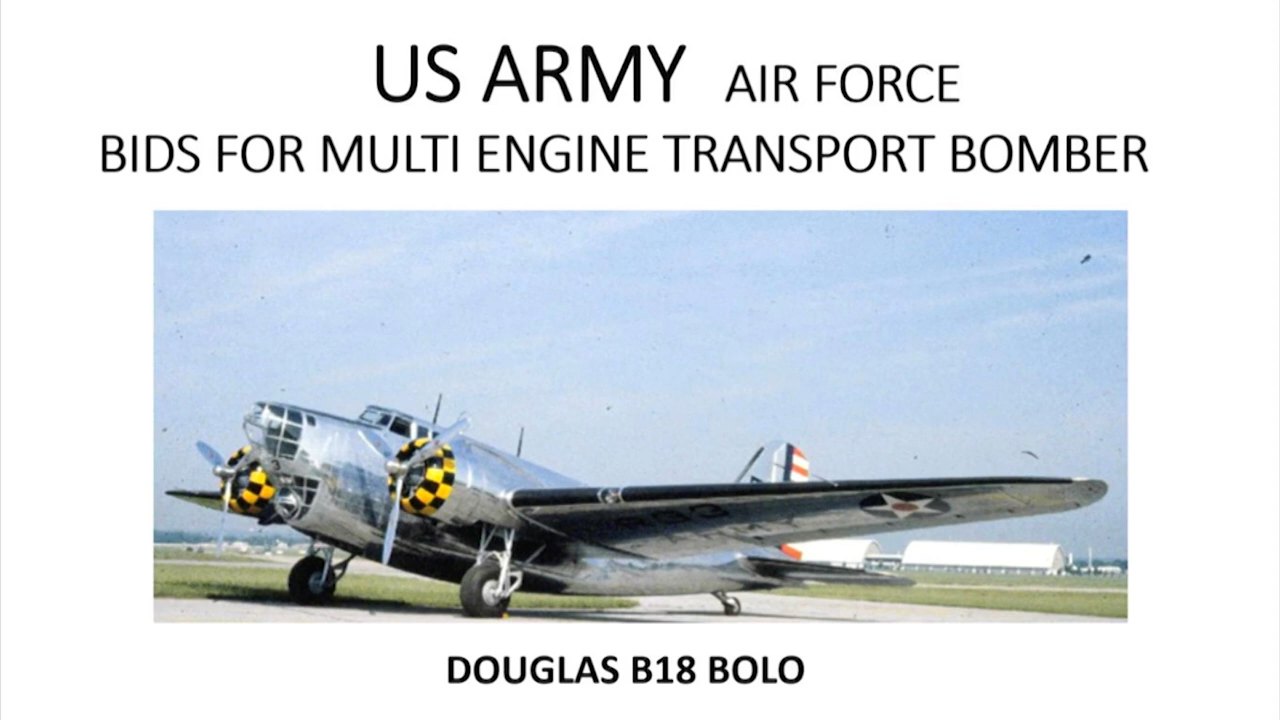 US ARMY AIR FORCE
BIDS FOR MULTI ENGINE TRANSPORT BOMBER
DOUGLAS B18 BOLO